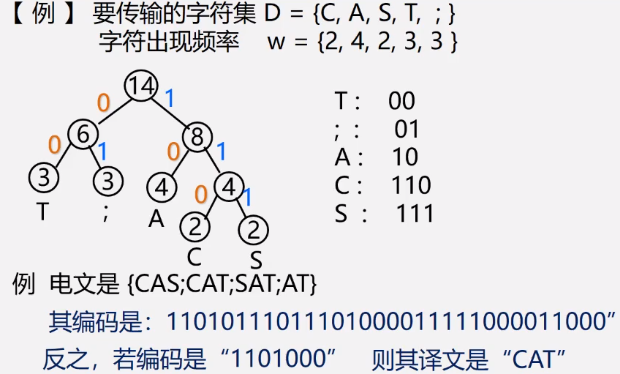 【 例 】 要传输的字符集 D = {C, A, S, T, ; }
字符出现频率 w = {2, 4, 2, 3, 3 }
14
0 1
6 8
0 1 0 1
3 3 4 4
T ; A 0 1
2 2
C S
T : 00
; : 01
A : 10
C : 110
S : 111
例 电文是 {CAS;CAT;SAT;AT}
其编码是：11010111011101000011111000011000”
反之，若编码是“1101000” 则其译文是“CAT”